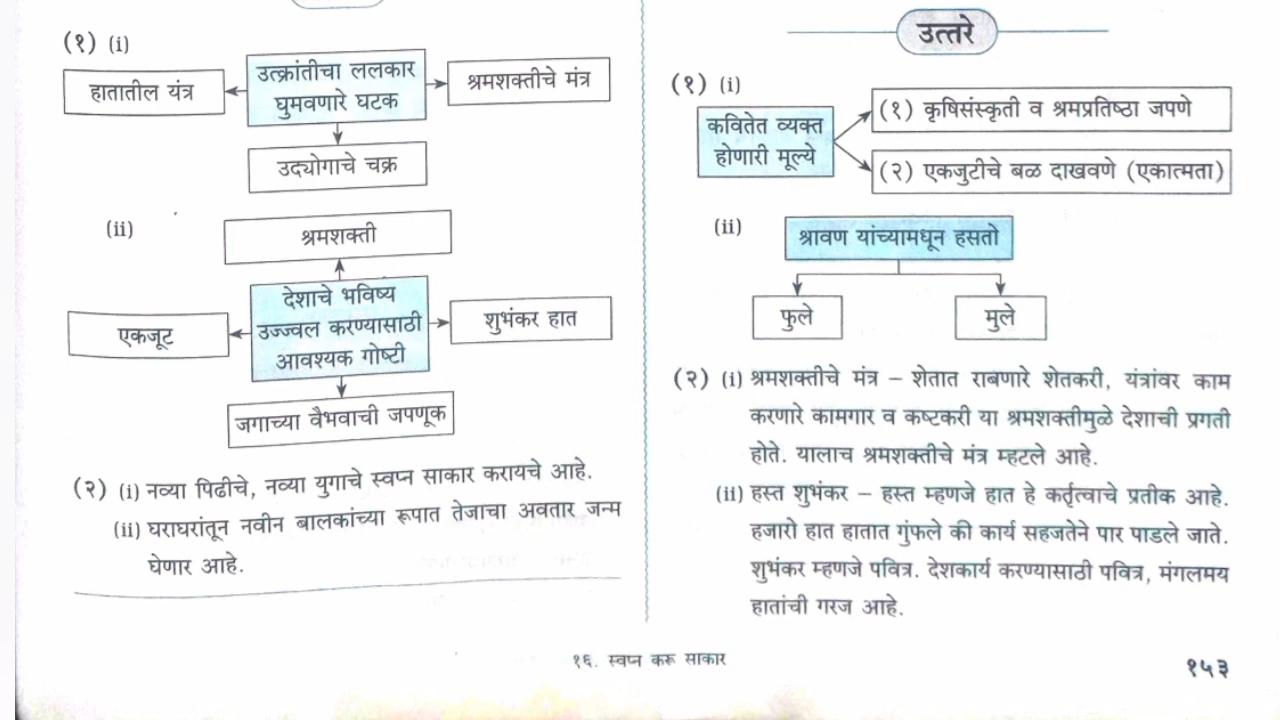 (१) (i)
उत्क्रांतीचा ललकार
घुमवणारे घटक
हातातील यंत्र
श्रमशक्तीचे मंत्र
उद्योगाचे चक्र
(ii)
श्रमशक्ती
देशाचे भविष्य
उज्ज्वल करण्यासाठी
आवश्यक गोष्टी
एकजूट
शुभंकर हात
जगाच्या वैभवाची जपणूक
(२) (i) नव्या पिढीचे, नव्या युगाचे स्वप्न साकार करायचे आहे.
(ii) घराघरांतून नवीन बालकांच्या रूपात तेजाचा अवतार जन्म
घेणार आहे.
उत्तरे
(१) (i)
कवितेत व्यक्त
होणारी मूल्ये
(१) कृषिसंस्कृती व श्रमप्रतिष्ठा जपणे
(२) एकजुटीचे बळ दाखवणे (एकात्मता)
(ii)
श्रावण यांच्यामधून हसतो
फुले
मुले
(२) (i) श्रमशक्तीचे मंत्र – शेतात राबणारे शेतकरी, यंत्रांवर काम
करणारे कामगार व कष्टकरी या श्रमशक्तीमुळे देशाची प्रगती
होते. यालाच श्रमशक्तीचे मंत्र म्हटले आहे.
(ii) हस्त शुभंकर – हस्त म्हणजे हात हे कर्तृत्वाचे प्रतीक आहे.
हजारो हात हातात गुंफले की कार्य सहजतेने पार पाडले जाते.
शुभंकर म्हणजे पवित्र. देशकार्य करण्यासाठी पवित्र, मंगलमय
हातांची गरज आहे.
१६. स्वप्न करू साकार
१५३